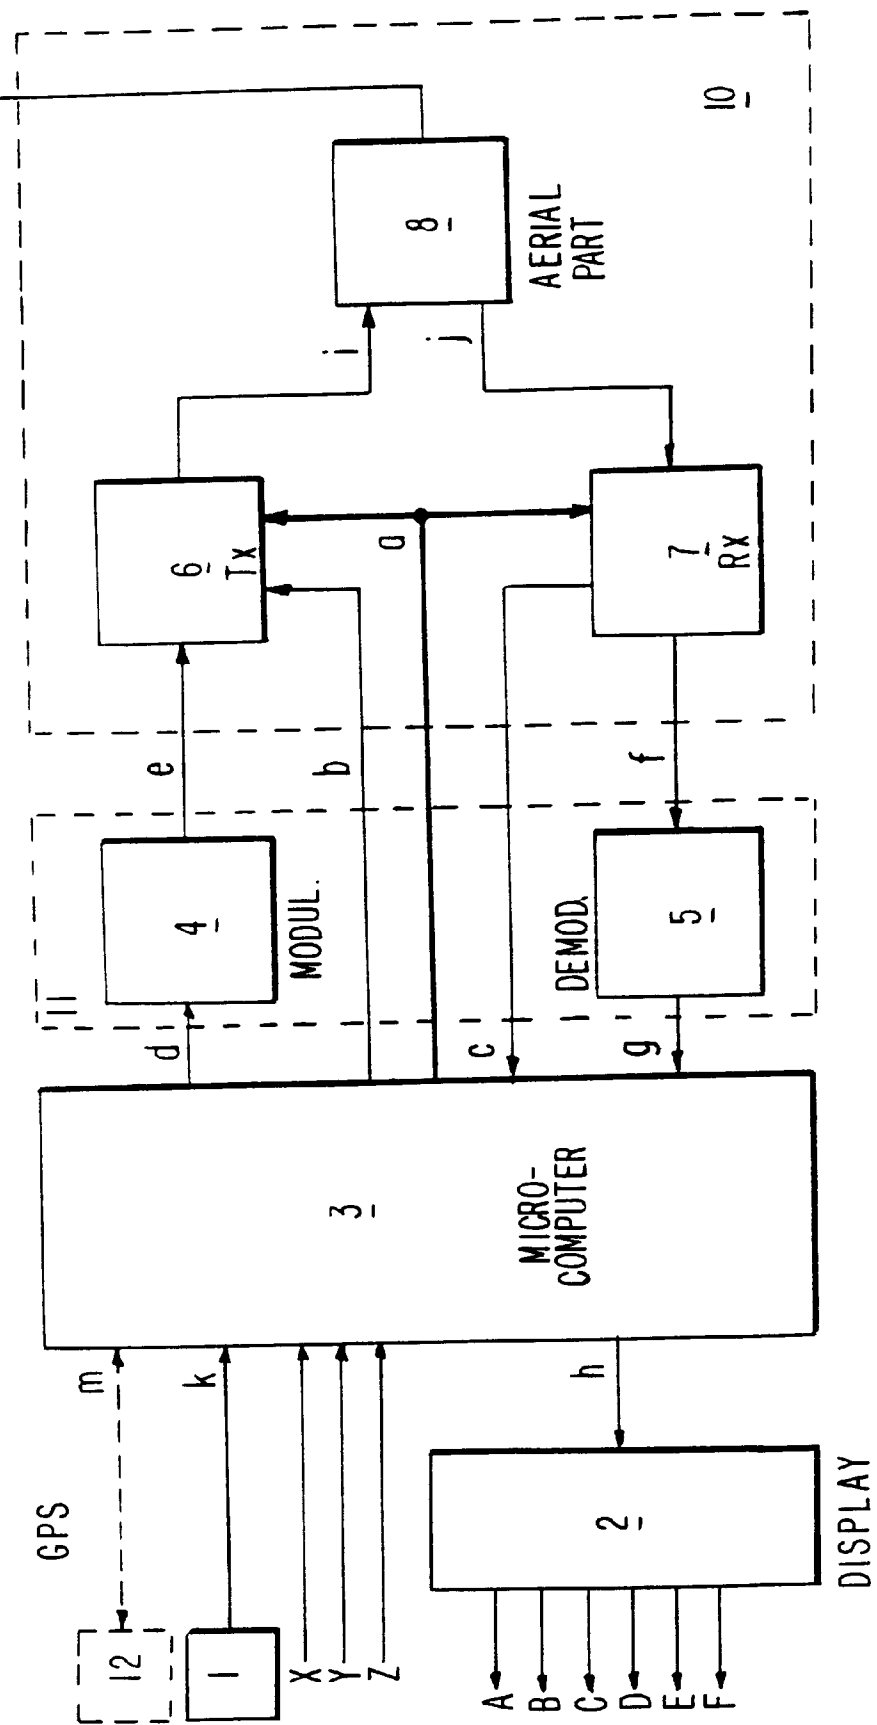 10
8
AERIAL
PART
i
j
6
TX
a
7
RX
e
b
f
11
4
MODUL.
DEMOD.
5
d
c
g
3
MICRO-
COMPUTER
m
k
h
GPS
12
1
X
Y
Z
2
DISPLAY
A
B
C
D
E
F